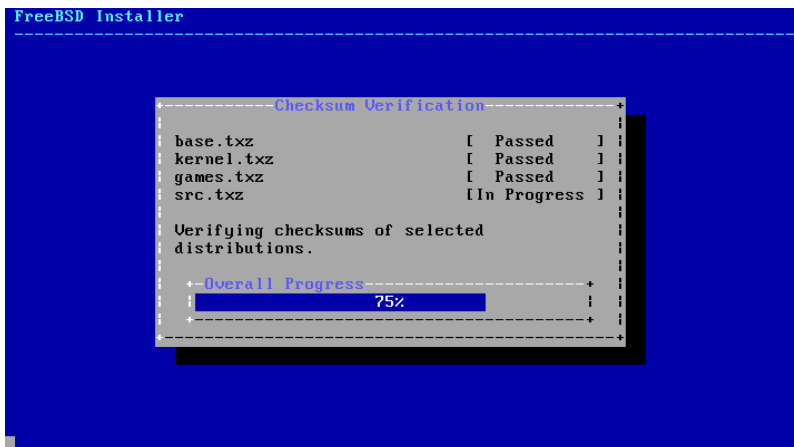 FreeBSD Installer
Checksum Verification
base.txz [ Passed ]
kernel.txz [ Passed ]
games.txz [ Passed ]
src.txz [In Progress ]
Verifying checksums of selected
distributions.
Overall Progress
75%